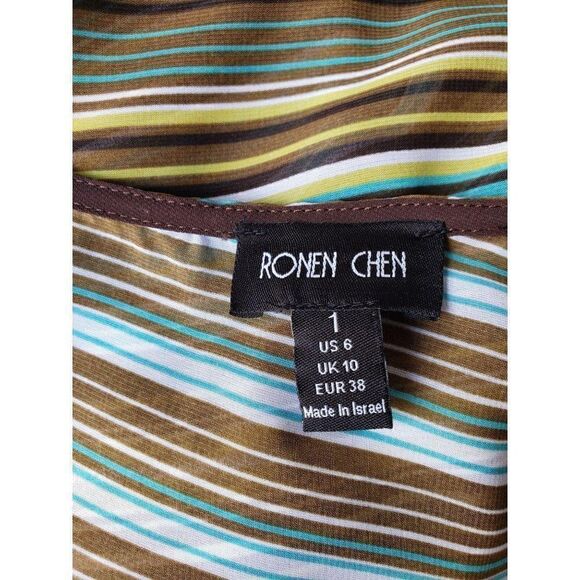 RONEN CHEN
1
US 6
UK 10
EUR 38
Made In Israel